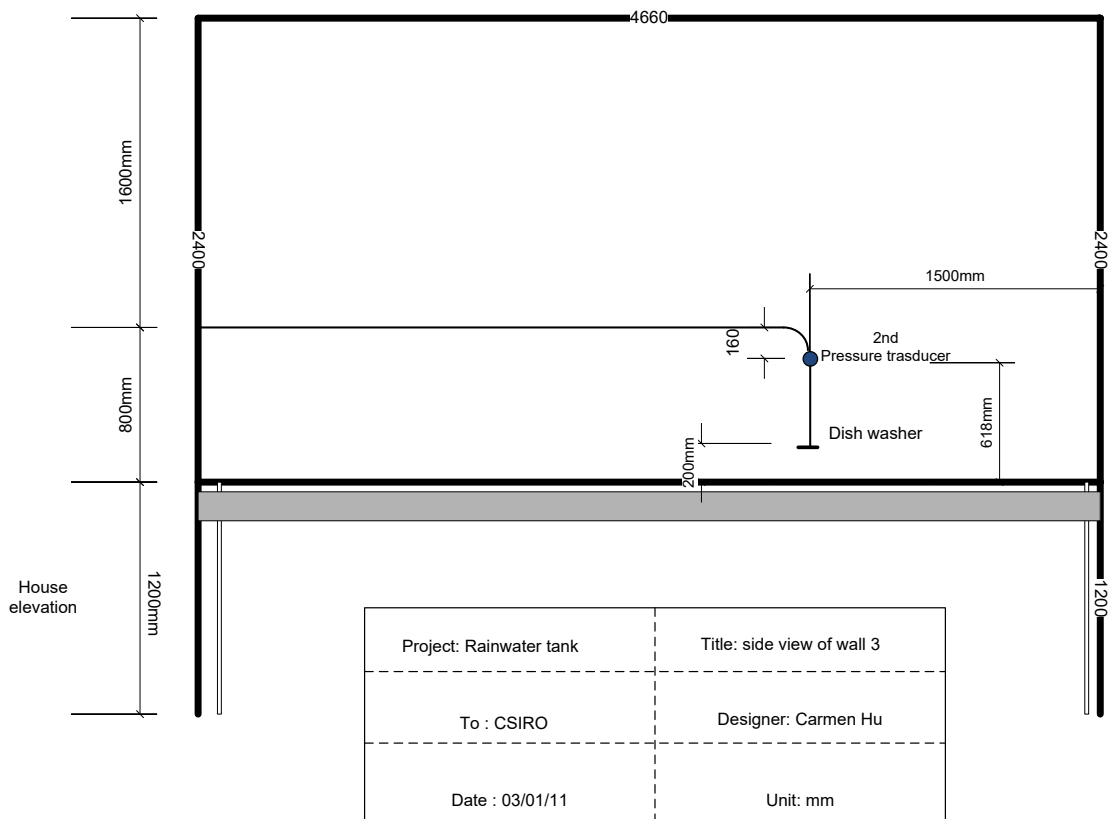 4660
1600mm
2400
2400
1500mm
160
2nd
Pressure trasducer
800mm
618mm
Dish washer
200mm
House
elevation
1200mm
1200
Project: Rainwater tank
Title: side view of wall 3
To : CSIRO
Designer: Carmen Hu
Date : 03/01/11
Unit: mm